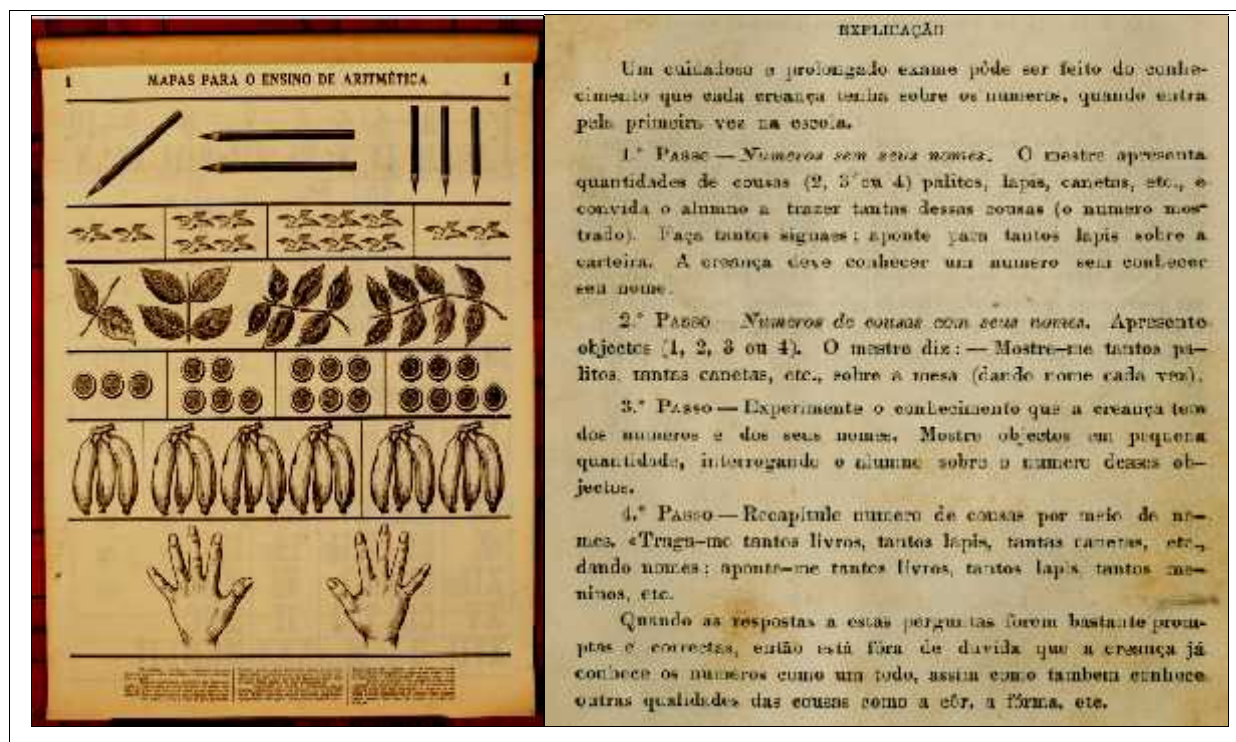 1 MAPAS PARA O ENSINO DE ARITMÉTICA 1
EXPLICAÇÃO
Um cuidadoso e prolongado exame póde ser feito do conhe-
cimento que cada creança tenha sobre os numeros, quando entra
pela primeira vez na escola.
1.º PASSO — Numeros sem seus nomes. O mestre apresenta
quantidades de cousas (2, 3 ou 4) palitos, lapis, canetas, etc., e
convida o alumno a trazer tantas dessas cousas (o numero mos-
trado). Faça tantos signaes; aponte para tantos lapis sobre a
carteira. A creança deve conhecer um numero sem conhecer
seu nome.
2.º PASSO — Numeros de cousas com seus nomes. Apresente
objectos (1, 2, 3 ou 4). O mestre diz: — Mostre-me tantos pa-
litos, tantas canetas, etc., sobre a mesa (dando nome cada vez).
3.º PASSO — Experimente o conhecimento que a creança tem
dos numeros e dos seus nomes. Mostre objectos em pequena
quantidade, interrogando o alumno sobre o numero desses ob-
jectos.
4.º PASSO — Recapitule numero de cousas por meio de no-
mes. «Traga-me tantos livros, tantos lapis, tantas canetas, etc.,
dando nomes; aponte-me tantos livros, tantos lapis, tantos me-
ninos, etc.
Quando as respostas a estas perguntas forem bastante prom-
ptas e correctas, então está fóra de duvida que a creança já
conhece os numeros como um todo, assim como tambem conhece
outras qualidades das cousas como a côr, a fórma, etc.